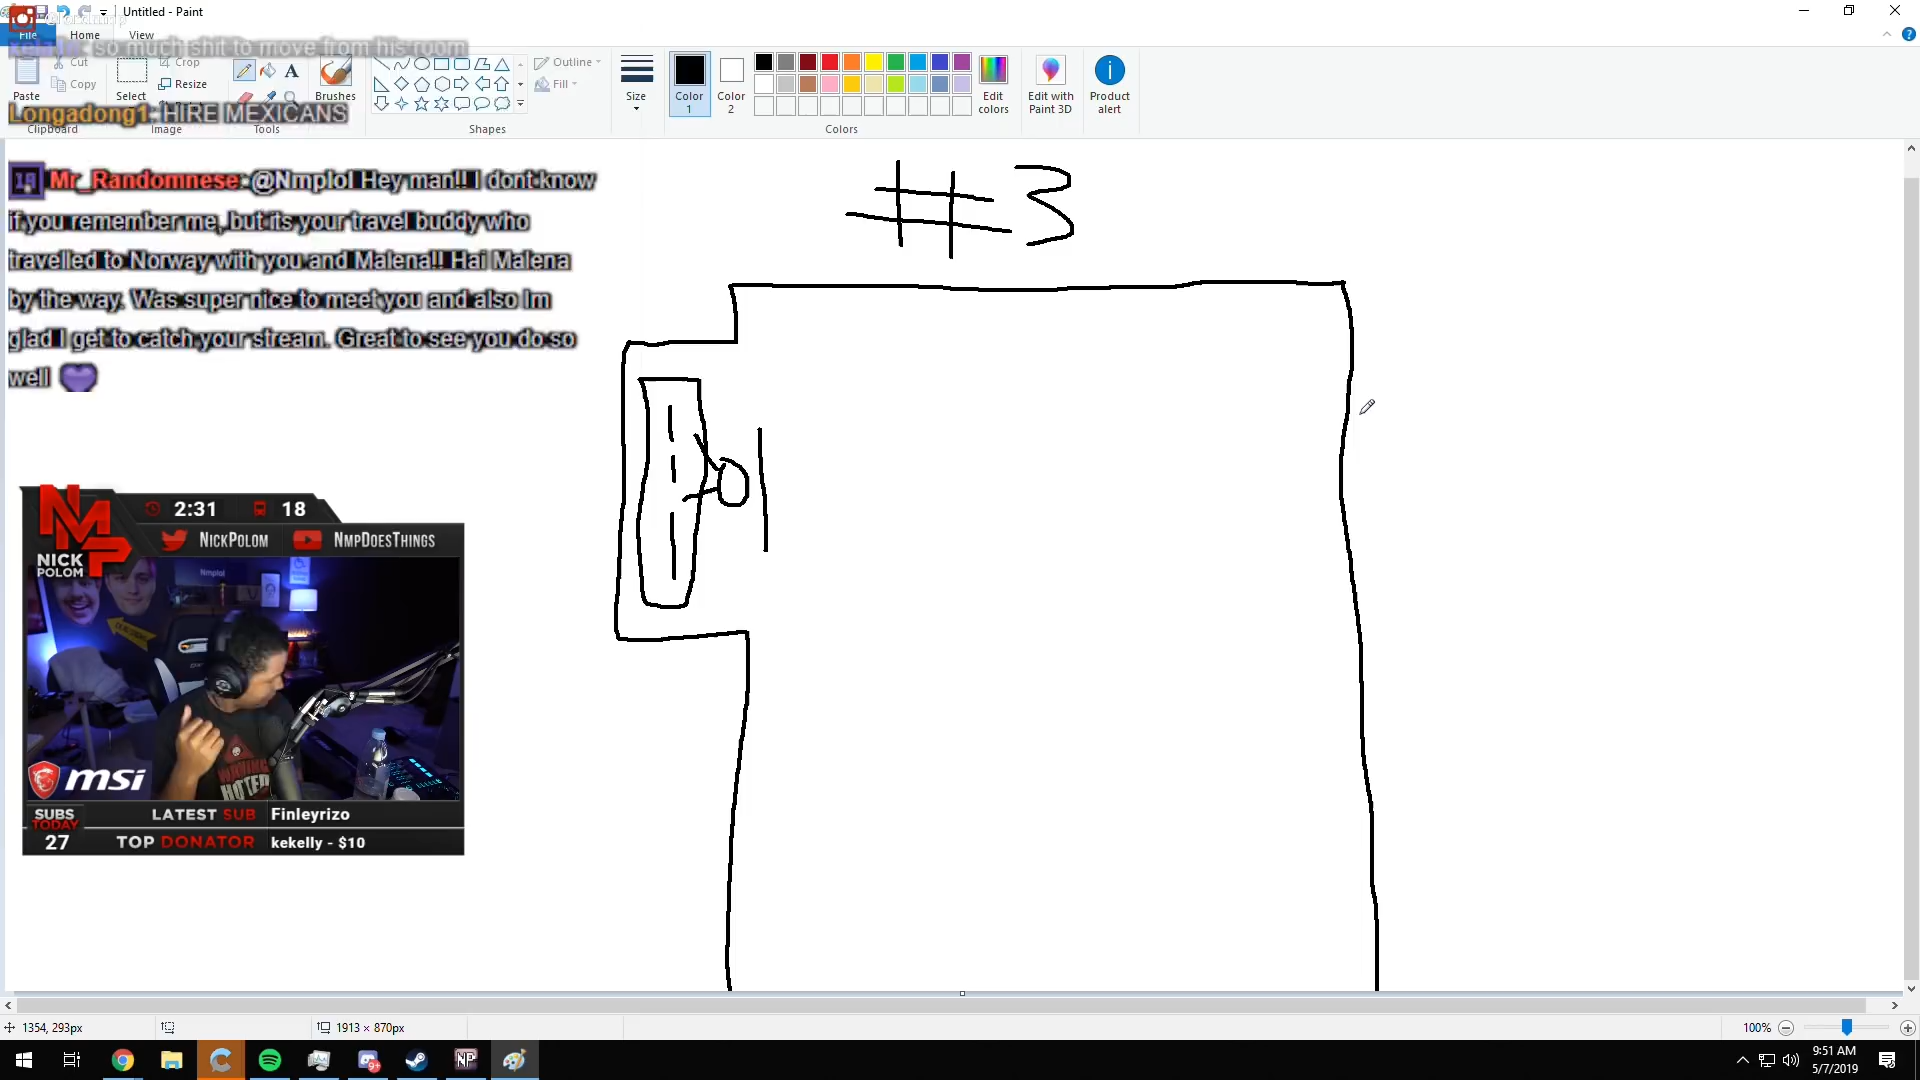 Untitled - Paint
File
Home
View
so much shit to move from his room
Cut
Copy
Paste
Clipboard
Crop
Resize
Select
Image
Tools
Brushes
Outline
Fill
Shapes
Size
Color
1
Color
2
Edit
colors
Colors
Edit with
Paint 3D
Product
alert
Longadong1: HIRE MEXICANS
Mr_Randomnese: @Nmplol Hey man!! I dont know
if you remember me, but its your travel buddy who
travelled to Norway with you and Malena!! Hai Malena
by the way. Was super nice to meet you and also Im
glad I get to catch your stream. Great to see you do so
well
#3
2:31
18
NMP
NICK
POLOM
NICKPOLOM
NMPDOESTHINGS
Nmplol
msi
SUBS
TODAY
27
LATEST SUB
Finleyrizo
TOP DONATOR
kekelly - $10
1354, 293px
1913 × 870px
100%
NP
9:51 AM
5/7/2019